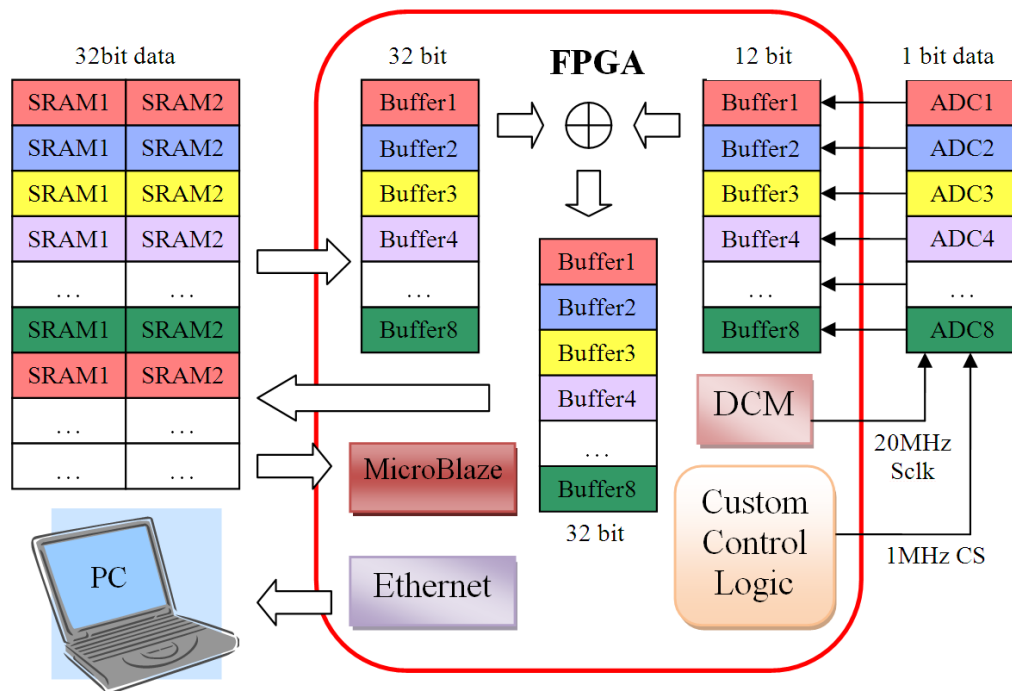 32bit data
32 bit
FPGA
12 bit
1 bit data
SRAM1 SRAM2
SRAM1 SRAM2
SRAM1 SRAM2
SRAM1 SRAM2
... ...
SRAM1 SRAM2
SRAM1 SRAM2
... ...
... ...
Buffer1
Buffer2
Buffer3
Buffer4
...
Buffer8
Buffer1
Buffer2
Buffer3
Buffer4
...
Buffer8
32 bit
Buffer1
Buffer2
Buffer3
Buffer4
...
Buffer8
ADC1
ADC2
ADC3
ADC4
...
ADC8
DCM
20MHz
Sclk
MicroBlaze
Custom
Control
Logic
1MHz CS
Ethernet
PC